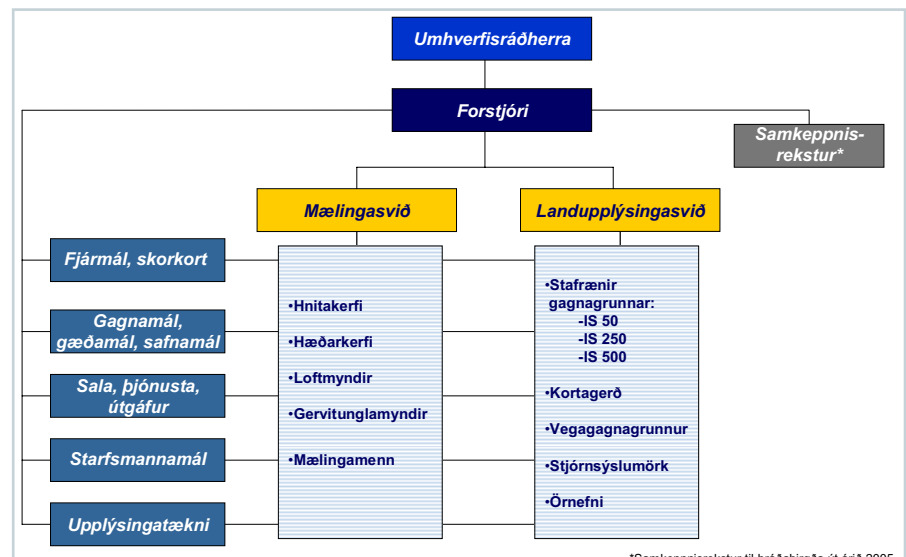 Umhverfisráðherra
Forstjóri
Samkeppnis-
rekstur*
Mælingasvið
Landupplýsingasvið
Fjármál, skorkort
Gagnamál,
gæðamál, safnamál
Sala, þjónusta,
útgáfur
Starfsmannamál
Upplýsingatækni
•Hnitakerfi
•Hæðarkerfi
•Loftmyndir
•Gervitunglamyndir
•Mælingamenn
•Stafrænir
gagnagrunnar:
-IS 50
-IS 250
-IS 500
•Kortagerð
•Vegagagnagrunnur
•Stjórnsýslumörk
•Örnefni